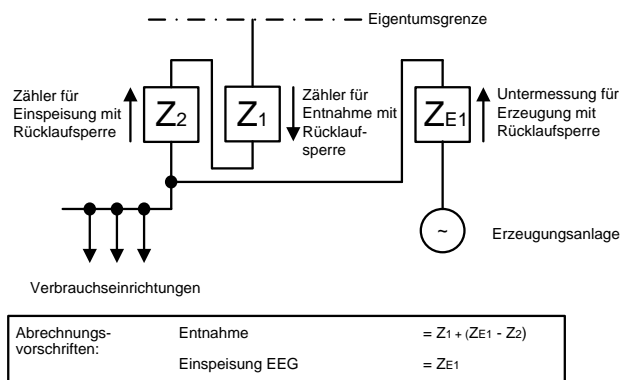 Eigentumsgrenze
Zähler für
Einspeisung mit
Rücklaufsperre
Z2
Z1
Zähler für
Entnahme mit
Rücklauf-
sperre
ZE1
Untermessung für
Erzeugung mit
Rücklaufsperre
~
Erzeugungsanlage
Verbrauchseinrichtungen
Abrechnungs-
vorschriften:
Entnahme = Z1 + (ZE1 - Z2)
Einspeisung EEG = ZE1